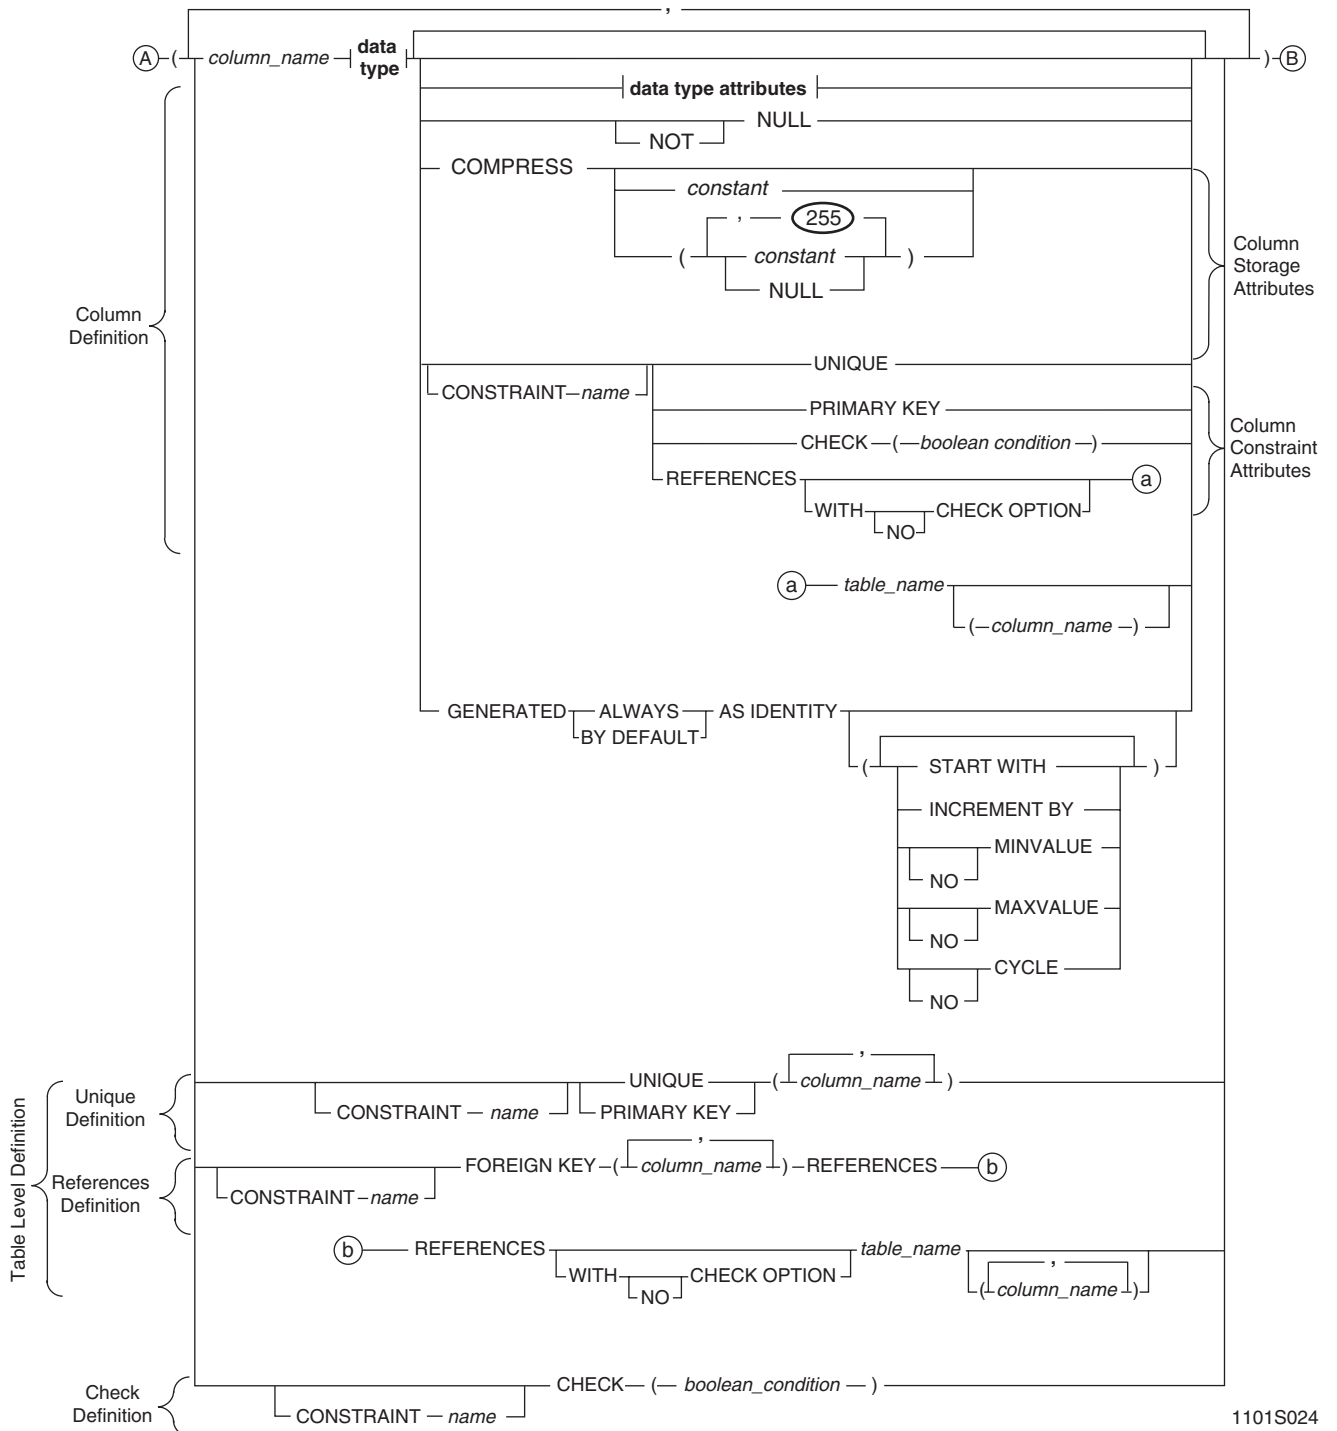 ,
A ( column_name data type ) B
data type attributes
NOT NULL
COMPRESS
constant
, 255
( constant )
NULL
Column Storage Attributes
Column Definition
UNIQUE
CONSTRAINT name
PRIMARY KEY
CHECK ( boolean condition )
Column Constraint Attributes
REFERENCES a
WITH NO CHECK OPTION
a table_name
( column_name )
GENERATED ALWAYS AS IDENTITY
BY DEFAULT
( START WITH )
INCREMENT BY
MINVALUE
NO
MAXVALUE
NO
CYCLE
NO
Table Level Definition
Unique Definition
,
UNIQUE ( column_name )
CONSTRAINT name PRIMARY KEY
References Definition
,
FOREIGN KEY ( column_name ) REFERENCES b
CONSTRAINT name
b REFERENCES table_name
WITH NO CHECK OPTION
,
( column_name )
Check Definition
CHECK ( boolean_condition )
CONSTRAINT name
1101S024